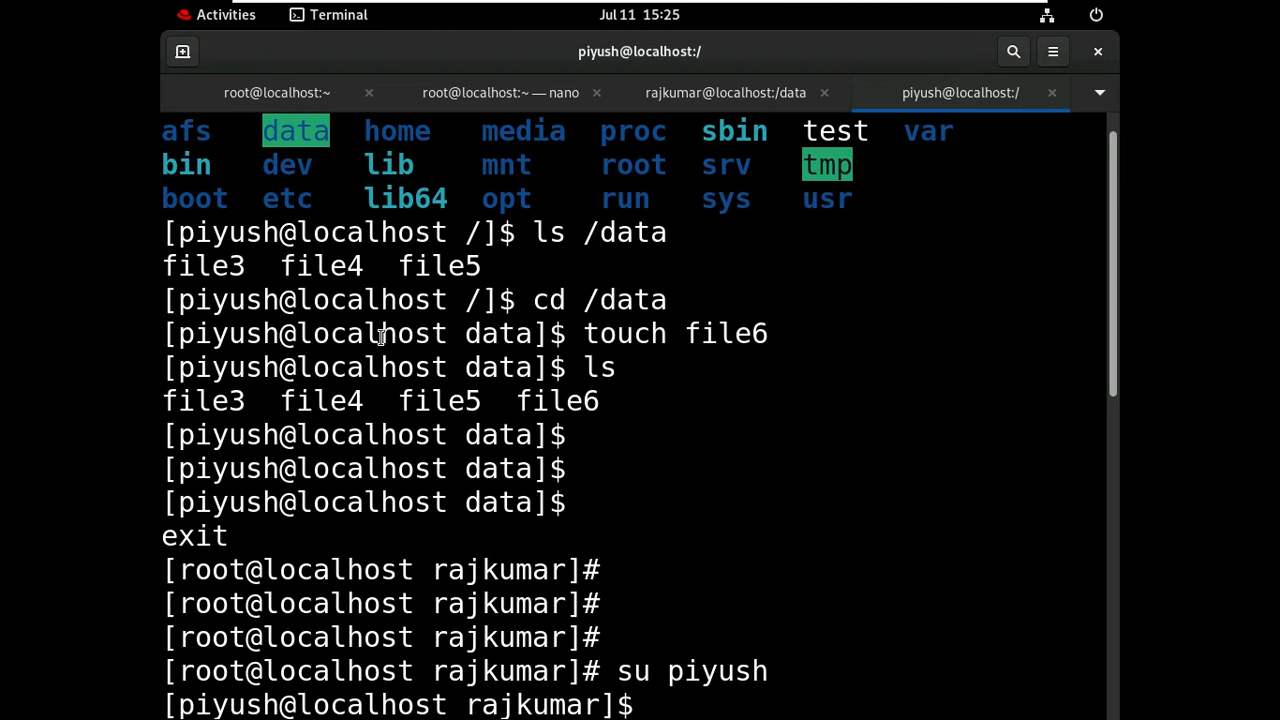 Activities Terminal Jul 11 15:25
piyush@localhost:/
root@localhost:~ × root@localhost:~ — nano × rajkumar@localhost:/data × piyush@localhost:/ ×
afs data home media proc sbin test var
bin dev lib mnt root srv tmp
boot etc lib64 opt run sys usr
[piyush@localhost /]$ ls /data
file3 file4 file5
[piyush@localhost /]$ cd /data
[piyush@localhost data]$ touch file6
[piyush@localhost data]$ ls
file3 file4 file5 file6
[piyush@localhost data]$
[piyush@localhost data]$
[piyush@localhost data]$
exit
[root@localhost rajkumar]#
[root@localhost rajkumar]#
[root@localhost rajkumar]#
[root@localhost rajkumar]# su piyush
[piyush@localhost rajkumar]$